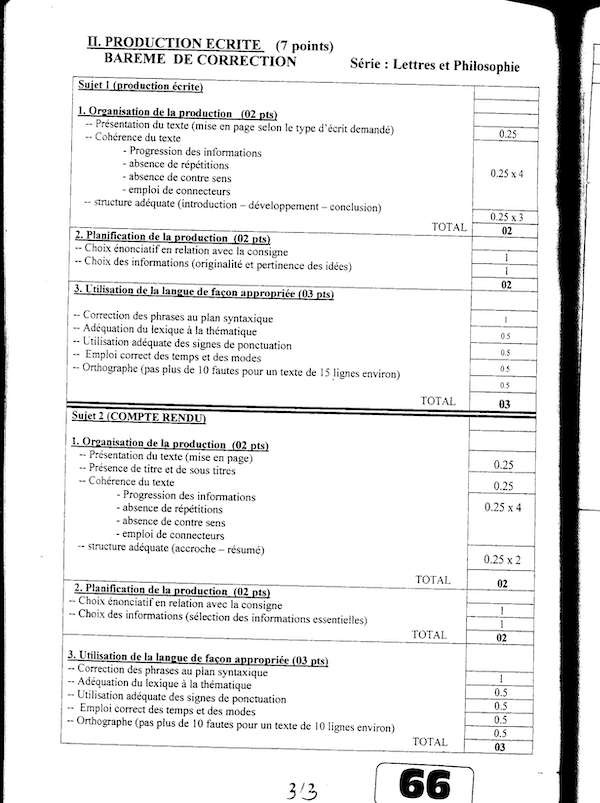 II. PRODUCTION ECRITE (7 points)
BAREME DE CORRECTION Série : Lettres et Philosophie
Sujet 1 (production écrite)
1. Organisation de la production (02 pts)
-- Présentation du texte (mise en page selon le type d'écrit demandé) 0.25
-- Cohérence du texte
- Progression des informations
- absence de répétitions
- absence de contre sens 0.25 x 4
- emploi de connecteurs
-- structure adéquate (introduction – développement – conclusion)
0.25 x 3
TOTAL 02
2. Planification de la production (02 pts)
-- Choix énonciatif en relation avec la consigne 1
-- Choix des informations (originalité et pertinence des idées) 1
02
3. Utilisation de la langue de façon appropriée (03 pts)
-- Correction des phrases au plan syntaxique 1
-- Adéquation du lexique à la thématique 0.5
-- Utilisation adéquate des signes de ponctuation 0.5
-- Emploi correct des temps et des modes 0.5
-- Orthographe (pas plus de 10 fautes pour un texte de 15 lignes environ) 0.5
TOTAL 03
Sujet 2 (COMPTE RENDU)
1. Organisation de la production (02 pts)
-- Présentation du texte (mise en page) 0.25
-- Présence de titre et de sous titres 0.25
-- Cohérence du texte
- Progression des informations 0.25 x 4
- absence de répétitions
- absence de contre sens
- emploi de connecteurs
-- structure adéquate (accroche – résumé) 0.25 x 2
TOTAL 02
2. Planification de la production (02 pts)
-- Choix énonciatif en relation avec la consigne 1
-- Choix des informations (sélection des informations essentielles) 1
TOTAL 02
3. Utilisation de la langue de façon appropriée (03 pts)
-- Correction des phrases au plan syntaxique 1
-- Adéquation du lexique à la thématique 0.5
-- Utilisation adéquate des signes de ponctuation 0.5
-- Emploi correct des temps et des modes 0.5
-- Orthographe (pas plus de 10 fautes pour un texte de 10 lignes environ) 0.5
TOTAL 03
3/3 66